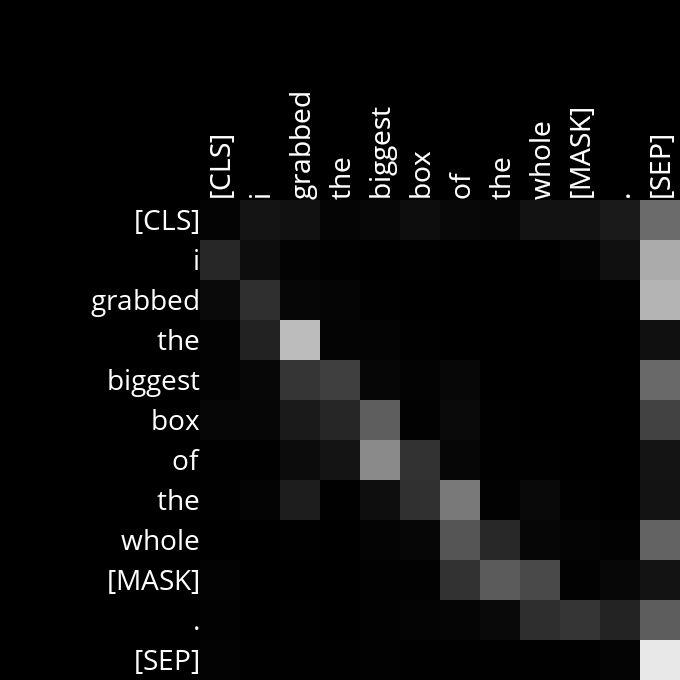 [CLS] i grabbed the biggest box of the whole [MASK] . [SEP]
[CLS]
i
grabbed
the
biggest
box
of
the
whole
[MASK]
.
[SEP]